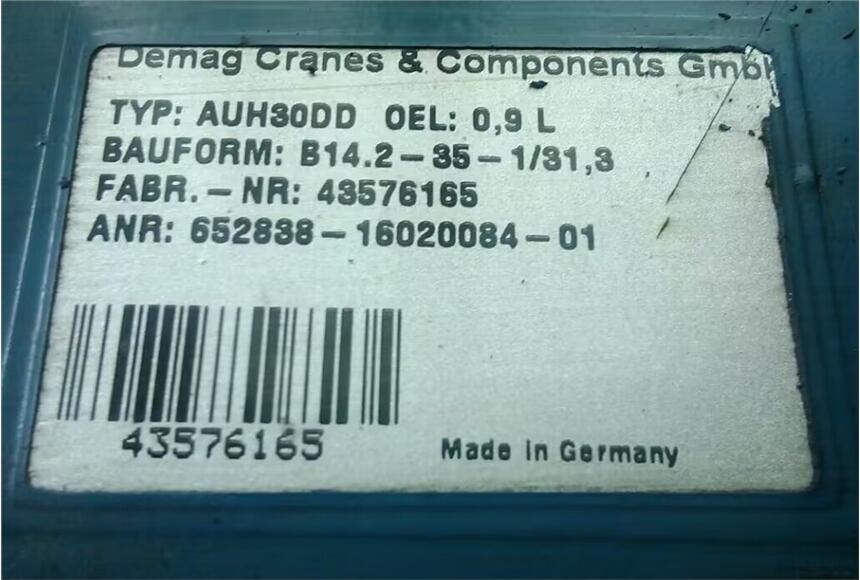 Demag Cranes & Components GmbH
TYP: AUH30DD OEL: 0,9 L
BAUFORM: B14.2-35-1/31,3
FABR.-NR: 43576165
ANR: 652838-16020084-01
43576165
Made in Germany